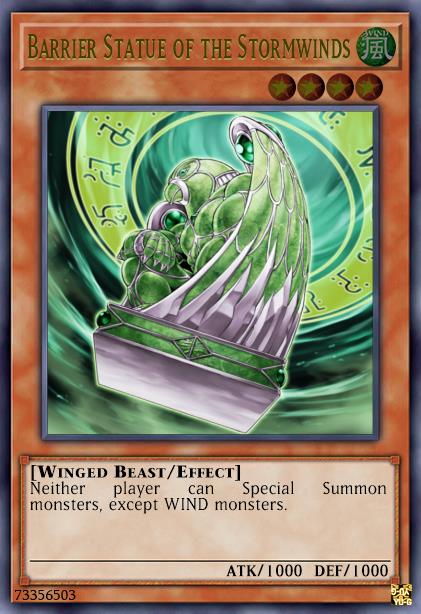 BARRIER STATUE OF THE STORMWINDS
WIND
風
[WINGED BEAST/EFFECT]
Neither player can Special Summon
monsters, except WIND monsters.
ATK/1000 DEF/1000
73356503